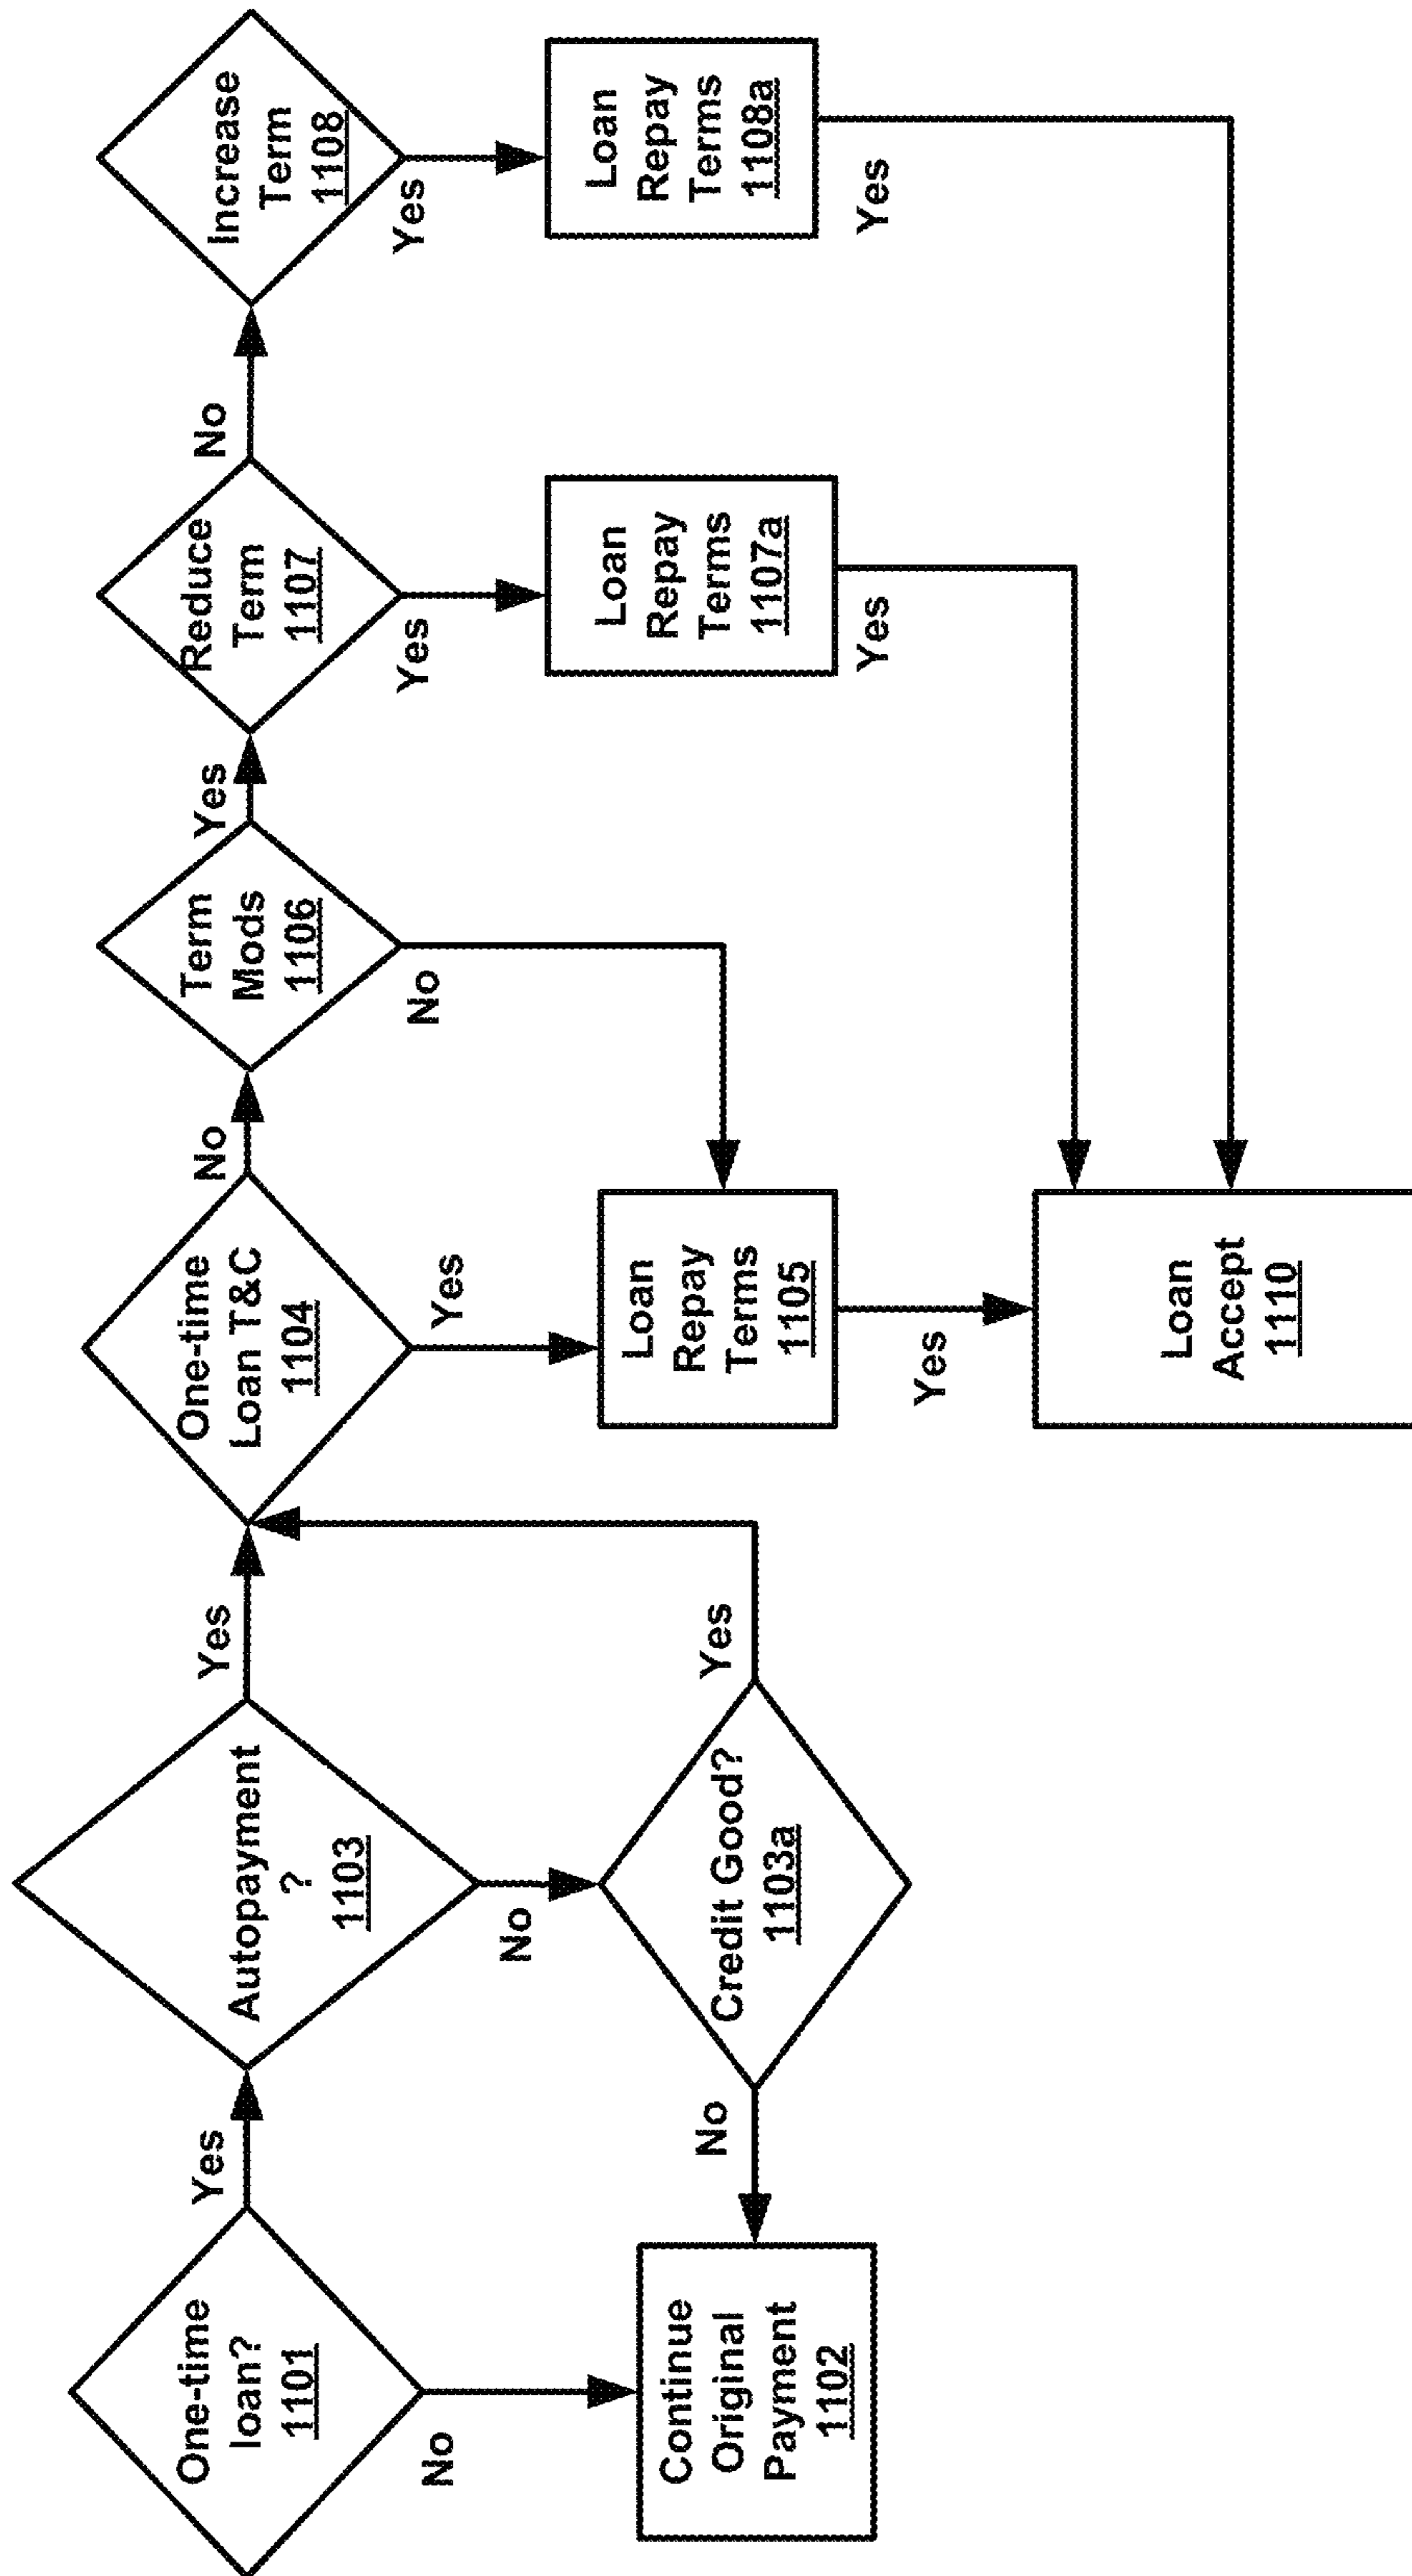 One-time
loan?
1101
Yes
No
Continue
Original
Payment
1102
Autopayment
?
1103
Yes
No
Credit Good?
1103a
No
Yes
One-time
Loan T&C
1104
No
Yes
Loan
Repay
Terms
1105
Yes
Loan
Accept
1110
Term
Mods
1106
Yes
No
Reduce
Term
1107
No
Yes
Loan
Repay
Terms
1107a
Yes
Increase
Term
1108
Yes
Loan
Repay
Terms
1108a
Yes